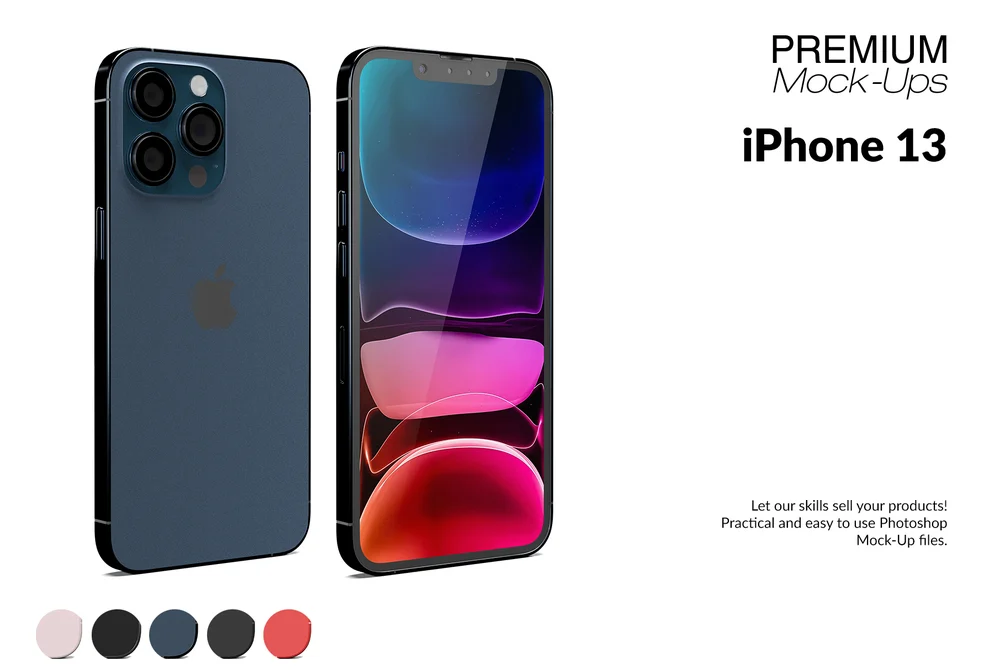 PREMIUM
Mock-Ups
iPhone 13
Let our skills sell your products!
Practical and easy to use Photoshop
Mock-Up files.